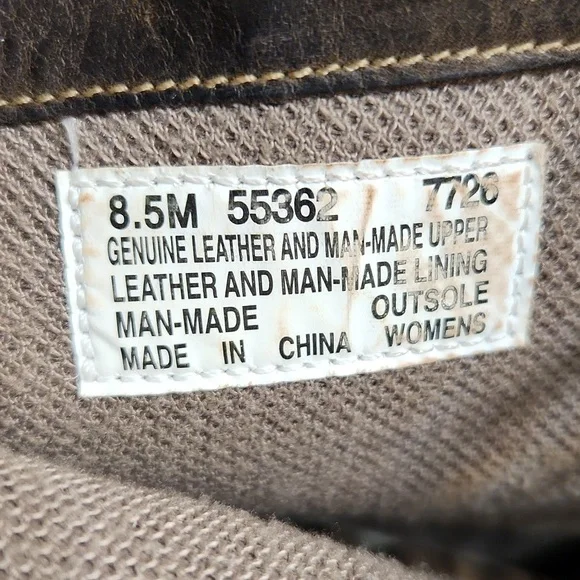 8.5M 55362 7726
GENUINE LEATHER AND MAN-MADE UPPER
LEATHER AND MAN-MADE LINING
MAN-MADE OUTSOLE
MADE IN CHINA WOMENS